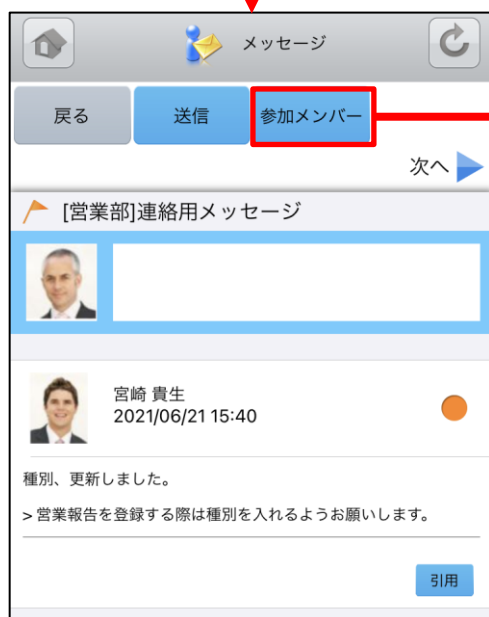 メッセージ
戻る
送信
参加メンバー
次へ
[営業部]連絡用メッセージ
宮崎 貴生
2021/06/21 15:40
種別、更新しました。
> 営業報告を登録する際は種別を入れるようお願いします。
引用